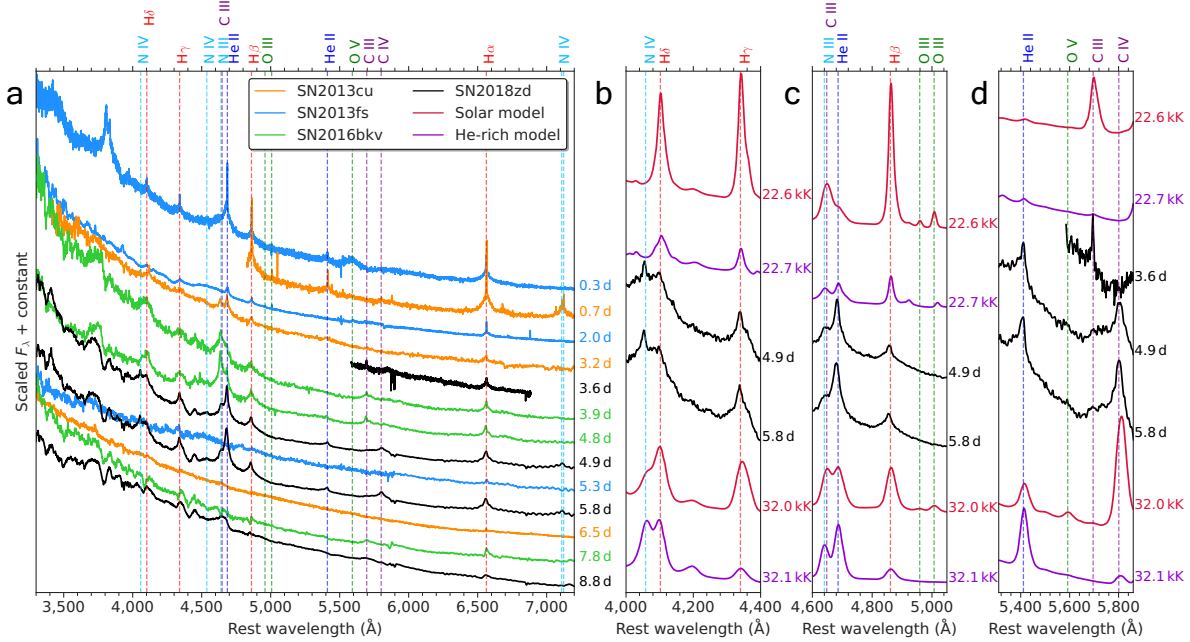 N IV
Hδ
Hγ
N IV
N III
C III
He II
Hβ
O III
He II
O V
C III
C IV
Hα
N IV
N IV
Hδ
Hγ
N III
C III
He II
Hβ
O III
O III
He II
O V
C III
C IV
a
SN2013cu
SN2013fs
SN2016bkv
SN2018zd
Solar model
He-rich model
0.3 d
0.7 d
2.0 d
3.2 d
3.6 d
3.9 d
4.8 d
4.9 d
5.3 d
5.8 d
6.5 d
7.8 d
8.8 d
Scaled Fλ + constant
3,500 4,000 4,500 5,000 5,500 6,000 6,500 7,000
Rest wavelength (Å)
b
22.6 kK
22.7 kK
4.9 d
5.8 d
32.0 kK
32.1 kK
4,000 4,100 4,200 4,300 4,400
Rest wavelength (Å)
c
22.6 kK
22.7 kK
4.9 d
5.8 d
32.0 kK
32.1 kK
4,600 4,800 5,000
Rest wavelength (Å)
d
22.6 kK
22.7 kK
3.6 d
4.9 d
5.8 d
32.0 kK
32.1 kK
5,400 5,600 5,800
Rest wavelength (Å)